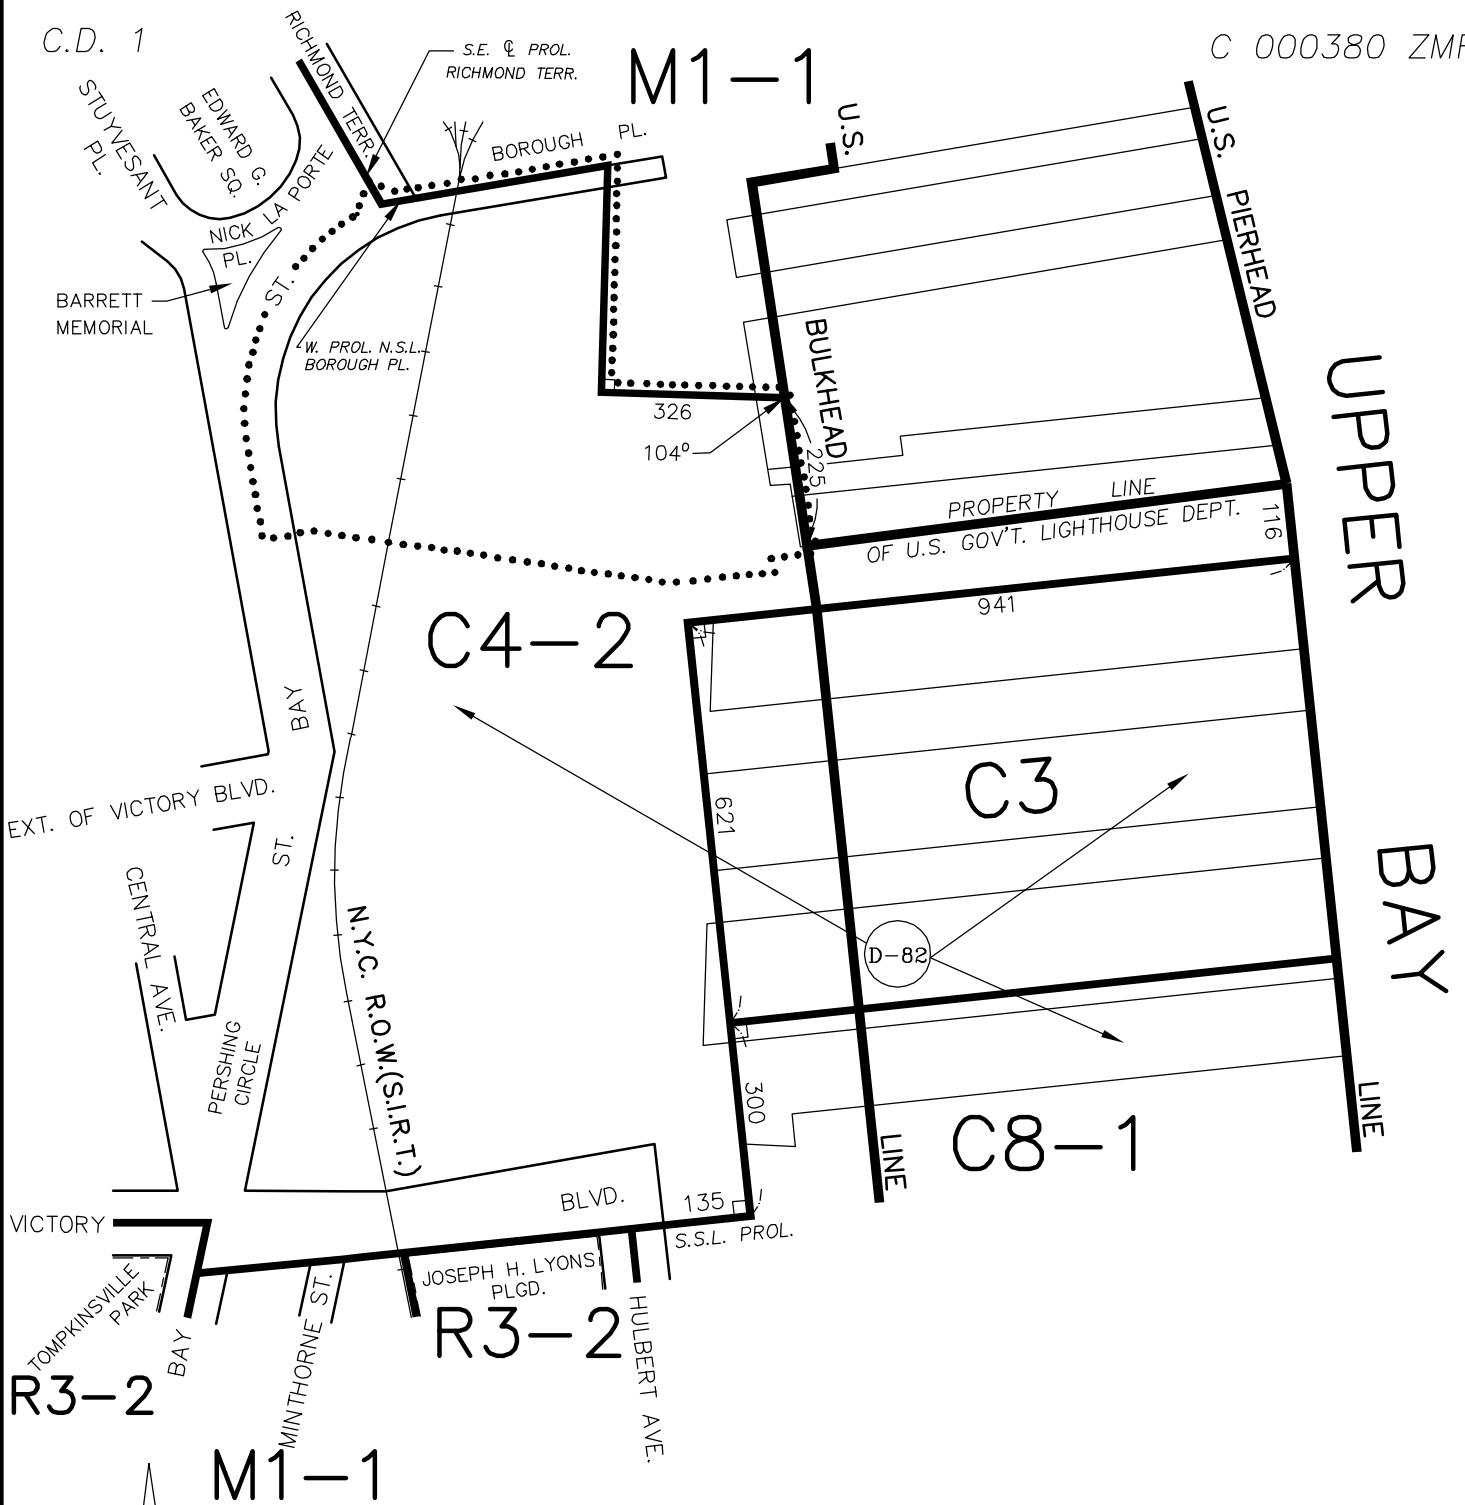 C.D. 1
C 000380 ZMR
RICHMOND TERR.
S.E. ℄ PROL.
RICHMOND TERR.
M1-1
U.S.
U.S.
STUYVESANT
PL.
EDWARD G.
BAKER SQ.
BOROUGH PL.
NICK LA PORTE
PL.
PIERHEAD
BARRETT
MEMORIAL
ST.
W. PROL. N.S.L.
BOROUGH PL.
BULKHEAD
UPPER
326
104°
225
PROPERTY LINE
OF U.S. GOV'T. LIGHTHOUSE DEPT.
116
941
C4-2
BAY
C3
EXT. OF VICTORY BLVD.
621
ST.
BAY
CENTRAL AVE.
N.Y.C. R.O.W.(S.I.R.T.)
D-82
PERSHING
CIRCLE
300
LINE
C8-1
LINE
VICTORY
BLVD.
135
S.S.L. PROL.
TOMPKINSVILLE
PARK
JOSEPH H. LYONS
PLGD.
R3-2
BAY
MINTHORNE ST.
R3-2
HULBERT AVE.
M1-1